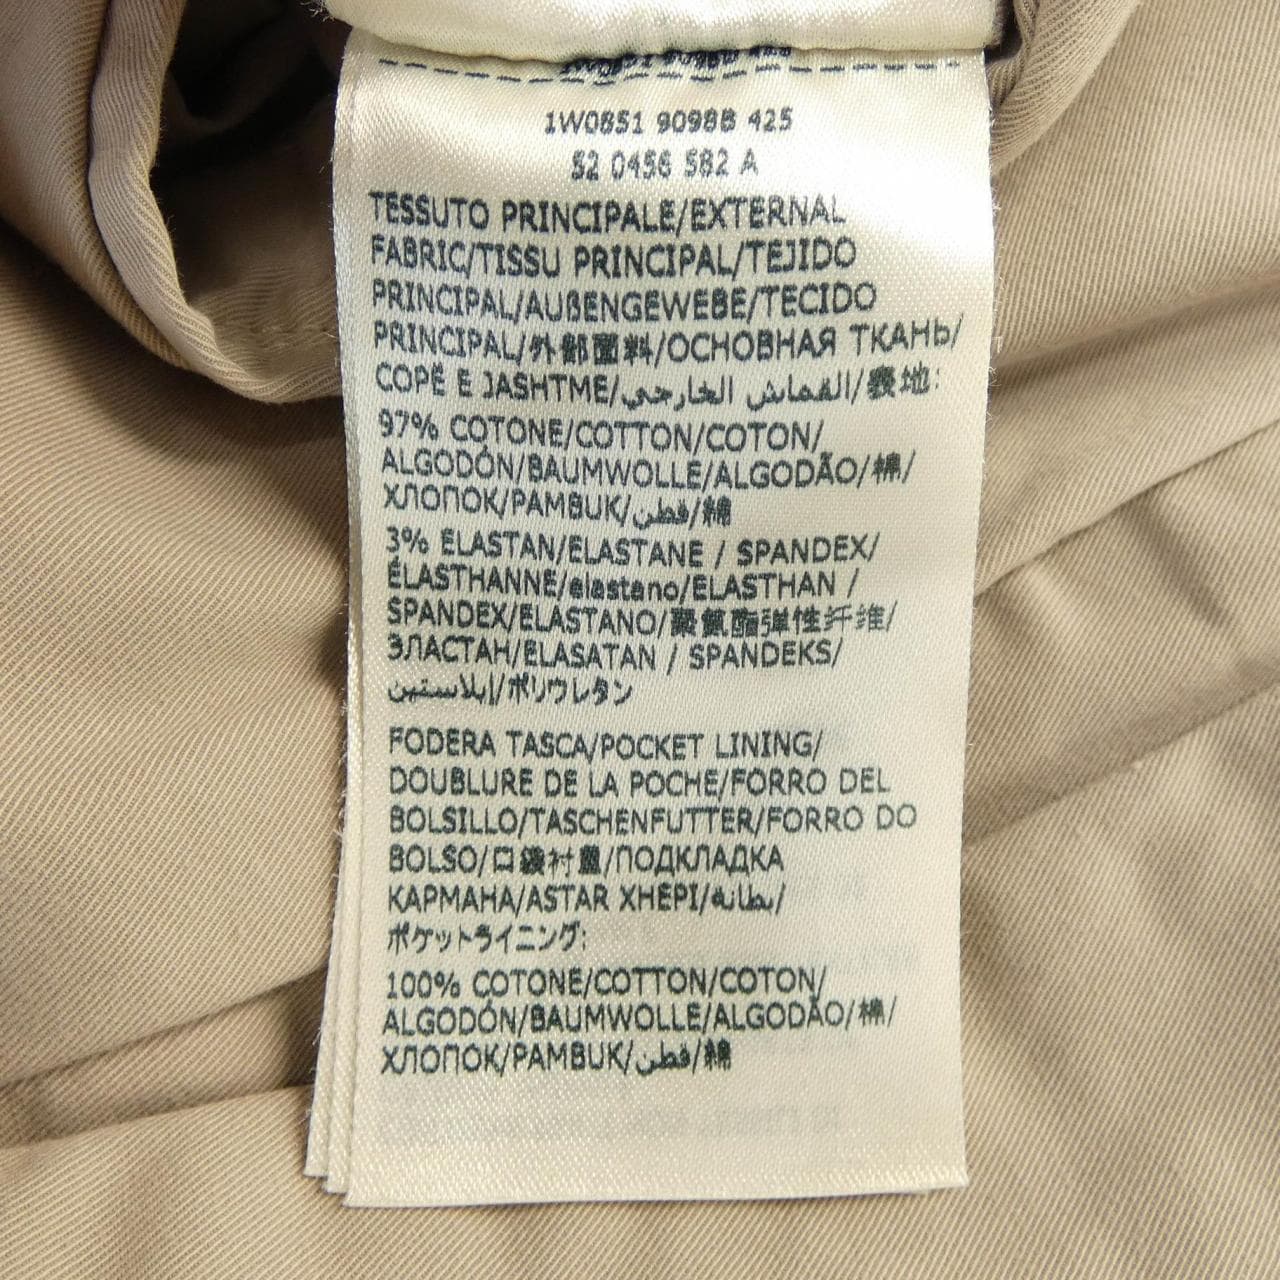 1W0851 9098B 425
52 0456 582 A
TESSUTO PRINCIPALE/EXTERNAL
FABRIC/TISSU PRINCIPAL/TEJIDO
PRINCIPAL/AUßENGEWEBE/TECIDO
PRINCIPAL/外部面料/ОСНОВНАЯ ТКАНЬ/
COPË E JASHTME/القماش الخارجي/表地:
97% COTONE/COTTON/COTON/
ALGODÓN/BAUMWOLLE/ALGODÃO/棉/
ХЛОПОК/PAMBUK/قطن/綿
3% ELASTAN/ELASTANE / SPANDEX/
ÉLASTHANNE/elastano/ELASTHAN /
SPANDEX/ELASTANO/聚氨酯弹性纤维/
ЭЛАСТАН/ELASATAN / SPANDEKS/
إيلاستين/ポリウレタン
FODERA TASCA/POCKET LINING/
DOUBLURE DE LA POCHE/FORRO DEL
BOLSILLO/TASCHENFUTTER/FORRO DO
BOLSO/口袋衬里/ПОДКЛАДКА
КАРМАНА/ASTAR XHEPI/بطانة/
ポケットライニング:
100% COTONE/COTTON/COTON/
ALGODÓN/BAUMWOLLE/ALGODÃO/棉/
ХЛОПОК/PAMBUK/قطن/綿